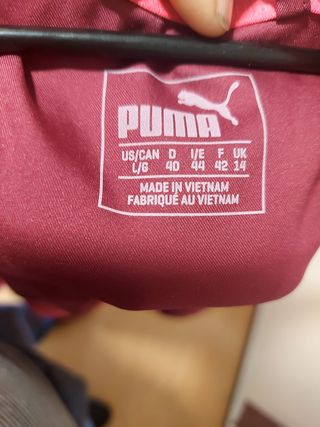 PUMA
US/CAN D I/E F UK
L/G 40 44 42 14
MADE IN VIETNAM
FABRIQUÉ AU VIETNAM